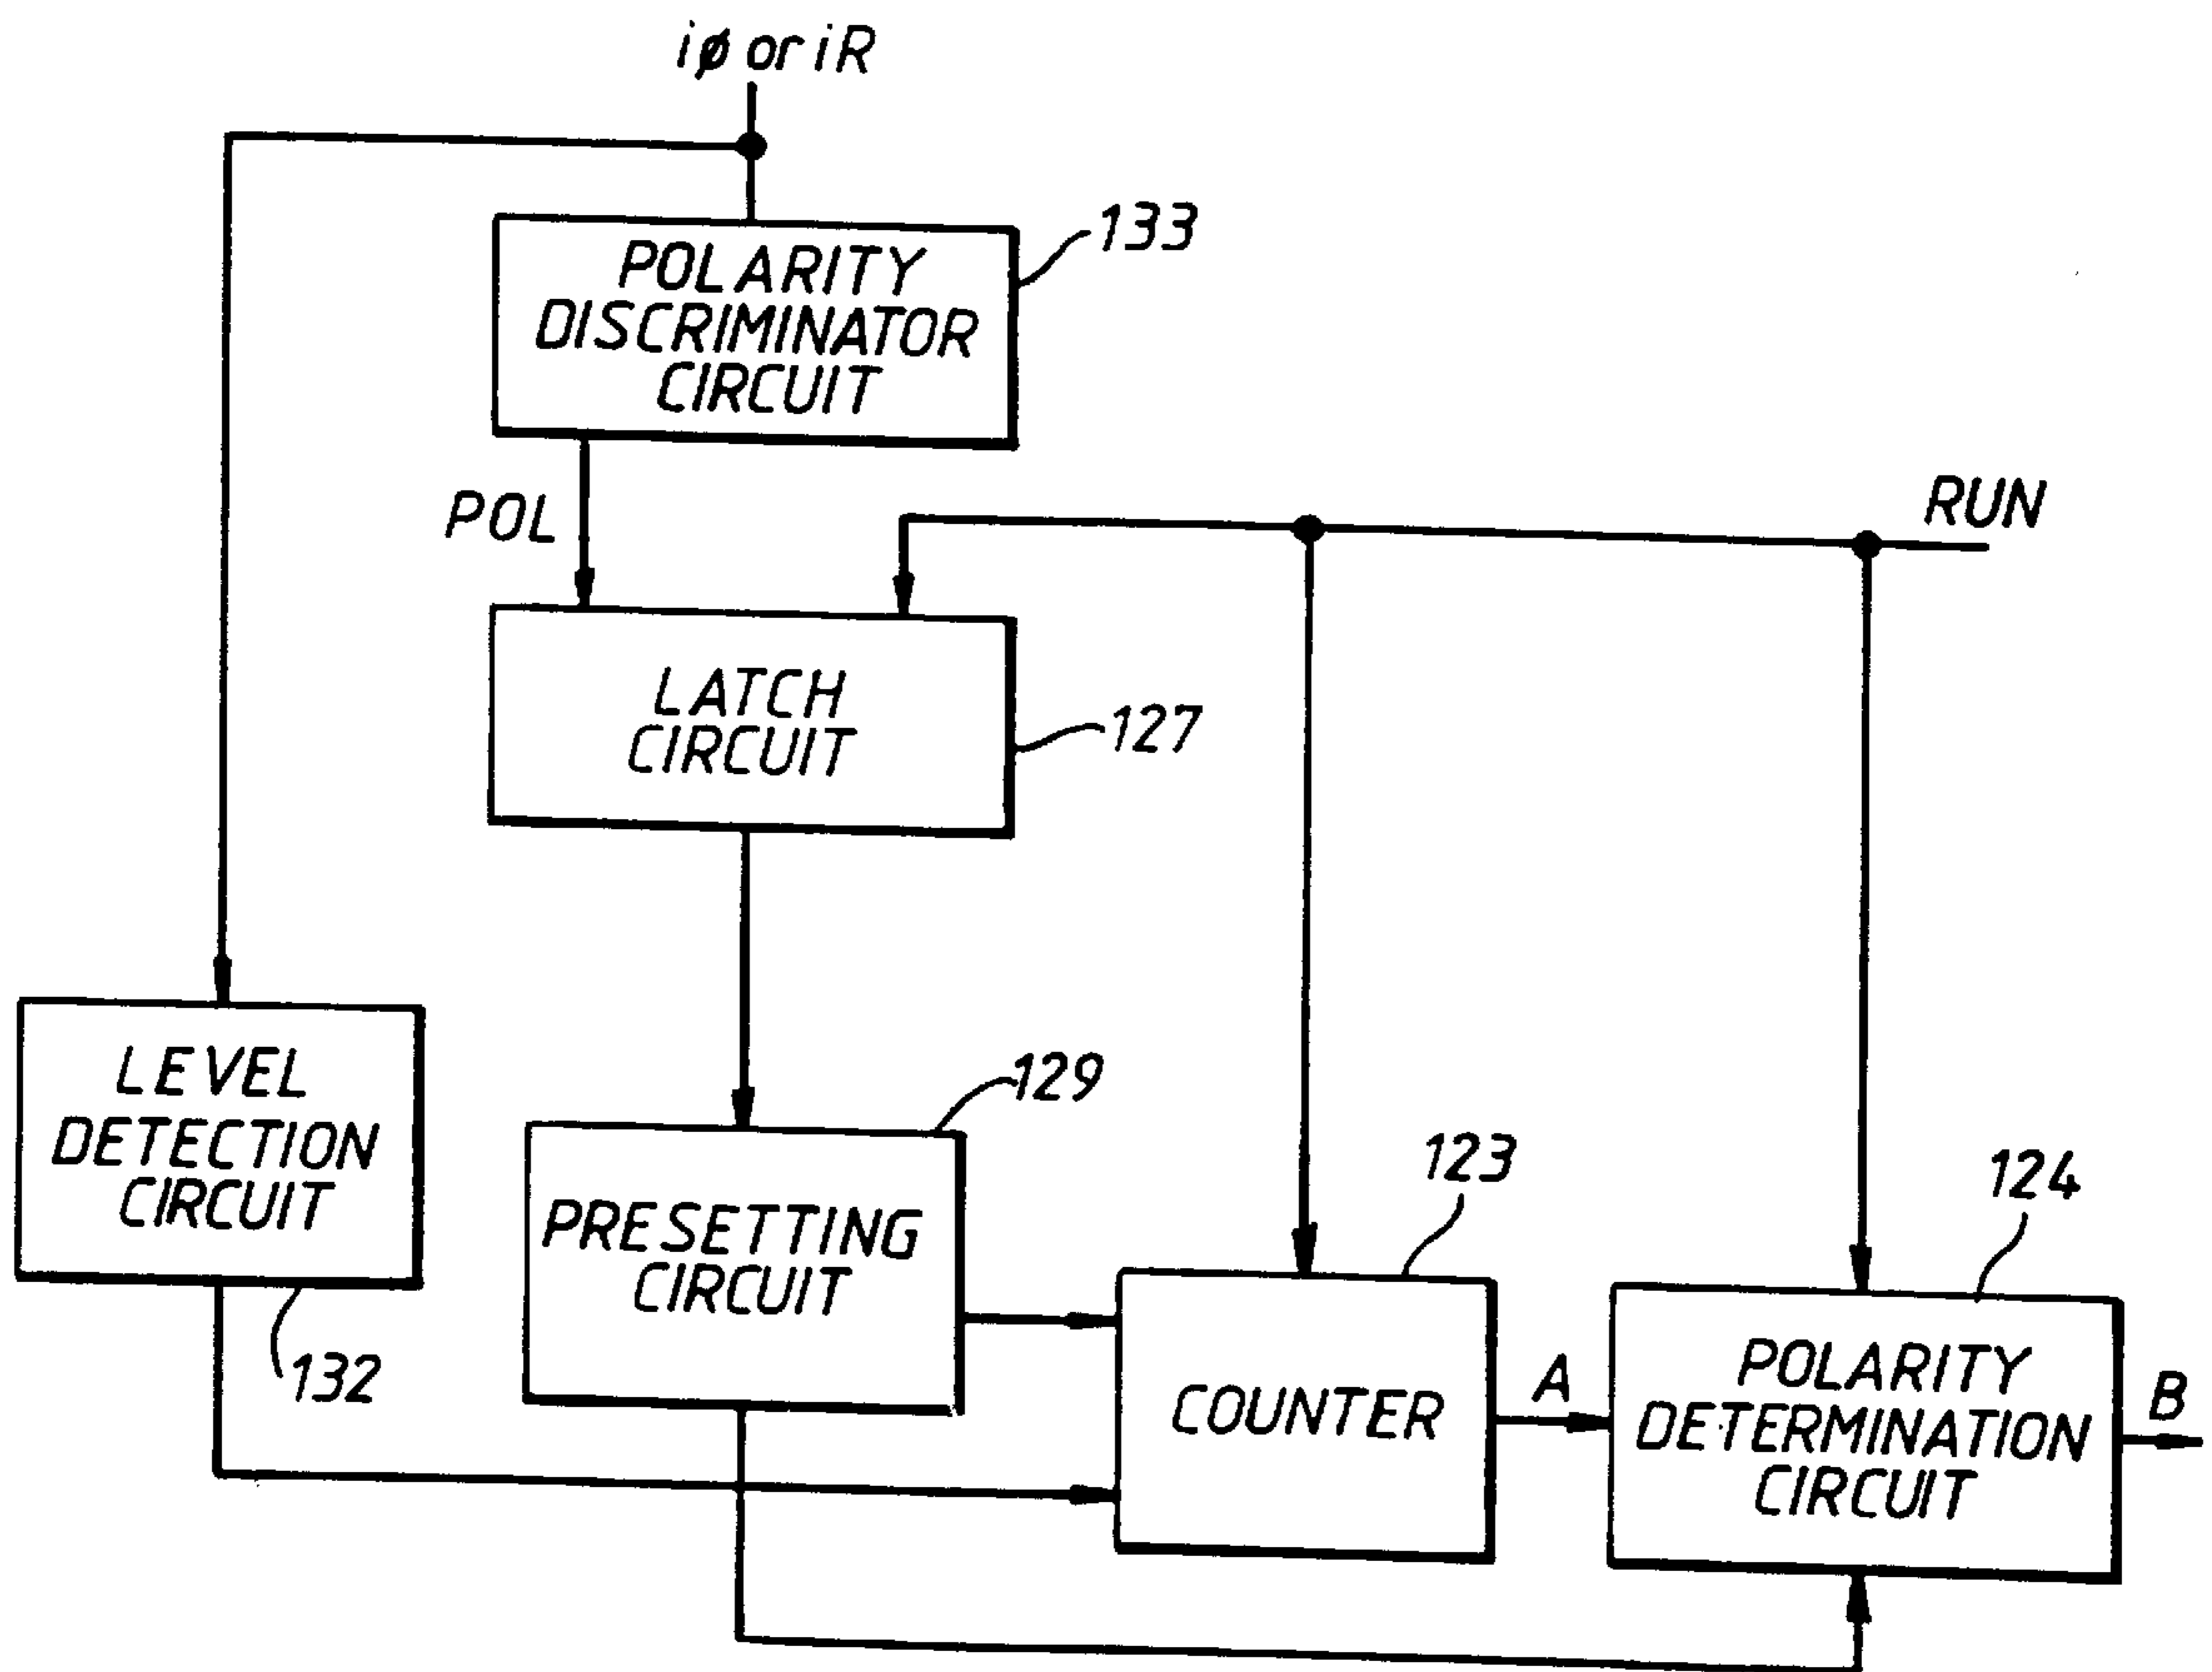 iø or iR
133
POLARITY
DISCRIMINATOR
CIRCUIT
POL
RUN
LATCH
CIRCUIT
127
LEVEL
DETECTION
CIRCUIT
129
123
124
PRESETTING
CIRCUIT
132
COUNTER
A
POLARITY
DETERMINATION
CIRCUIT
B